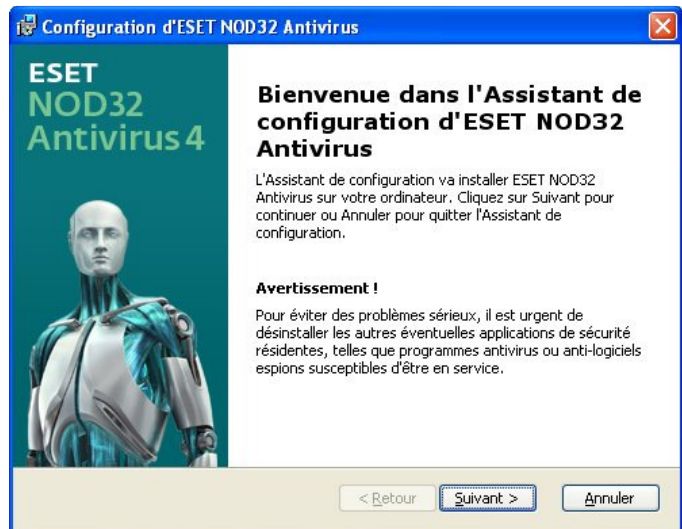 Configuration d'ESET NOD32 Antivirus
ESET
NOD32
Antivirus 4
Bienvenue dans l'Assistant de
configuration d'ESET NOD32
Antivirus
L'Assistant de configuration va installer ESET NOD32
Antivirus sur votre ordinateur. Cliquez sur Suivant pour
continuer ou Annuler pour quitter l'Assistant de
configuration.
Avertissement !
Pour éviter des problèmes sérieux, il est urgent de
désinstaller les autres éventuelles applications de sécurité
résidentes, telles que programmes antivirus ou anti-logiciels
espions susceptibles d'être en service.
< Retour
Suivant >
Annuler